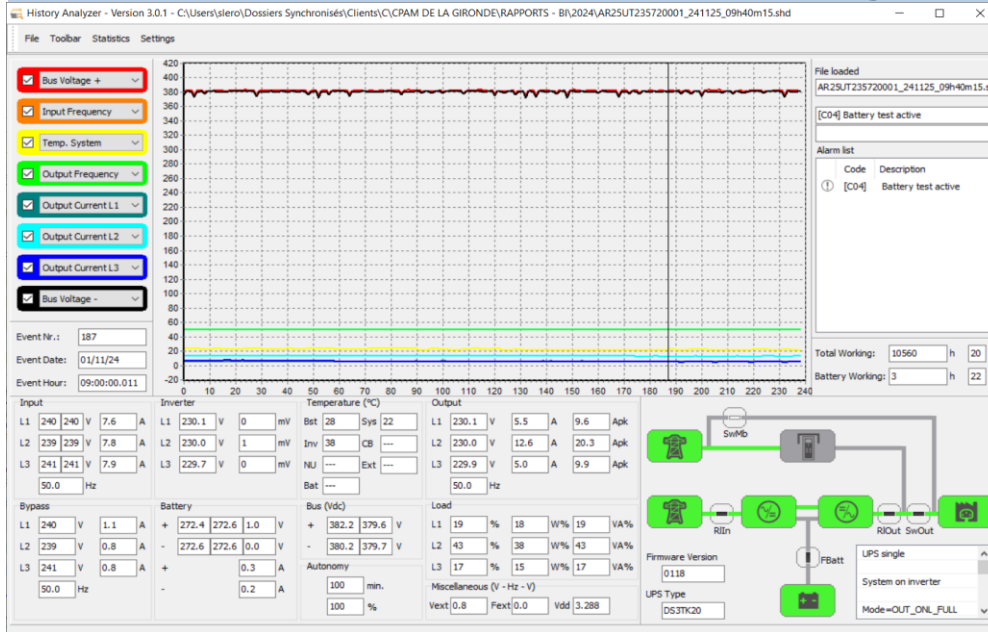 History Analyzer - Version 3.0.1 - C:\Users\slero\Dossiers Synchronisés\Clients\C\CPAM DE LA GIRONDE\RAPPORTS - BI\2024\AR25UT235720001_241125_09h40m15.shd
File Toolbar Statistics Settings
Bus Voltage +
Input Frequency
Temp. System
Output Frequency
Output Current L1
Output Current L2
Output Current L3
Bus Voltage -
Event Nr.: 187
Event Date: 01/11/24
Event Hour: 09:00:00.011
420
400
380
360
340
320
300
280
260
240
220
200
180
160
140
120
100
80
60
40
20
0
-20
0 10 20 30 40 50 60 70 80 90 100 110 120 130 140 150 160 170 180 190 200 210 220 230 240
File loaded
AR25UT235720001_241125_09h40m15.s
[C04] Battery test active
Alarm list
Code Description
[C04] Battery test active
Total Working: 10560 h 20
Battery Working: 3 h 22
Input
L1 240 240 V 7.6 A
L2 239 239 V 7.8 A
L3 241 241 V 7.9 A
50.0 Hz
Inverter
L1 230.1 V 0 mV
L2 230.0 V 1 mV
L3 229.7 V 0 mV
Temperature (°C)
Bst 28 Sys 22
Inv 38 CB ---
NU --- Ext ---
Bat ---
Output
L1 230.1 V 5.5 A 9.6 Apk
L2 230.0 V 12.6 A 20.3 Apk
L3 229.9 V 5.0 A 9.9 Apk
50.0 Hz
Bypass
L1 240 V 1.1 A
L2 239 V 0.8 A
L3 241 V 0.8 A
50.0 Hz
Battery
+ 272.4 272.6 1.0 V
- 272.6 272.6 0.0 V
+ 0.3 A
- 0.2 A
Bus (Vdc)
+ 382.2 379.6 V
- 380.2 379.7 V
Autonomy
100 min.
100 %
Load
L1 19 % 18 W% 19 VA%
L2 43 % 38 W% 43 VA%
L3 17 % 15 W% 17 VA%
Miscellaneous (V - Hz - V)
Vext 0.8 Fext 0.0 Vdd 3.288
SwMb
RlIn
RlOut SwOut
FBatt
Firmware Version
0118
UPS Type
DS3TK20
UPS single
System on inverter
Mode=OUT_ONL_FULL